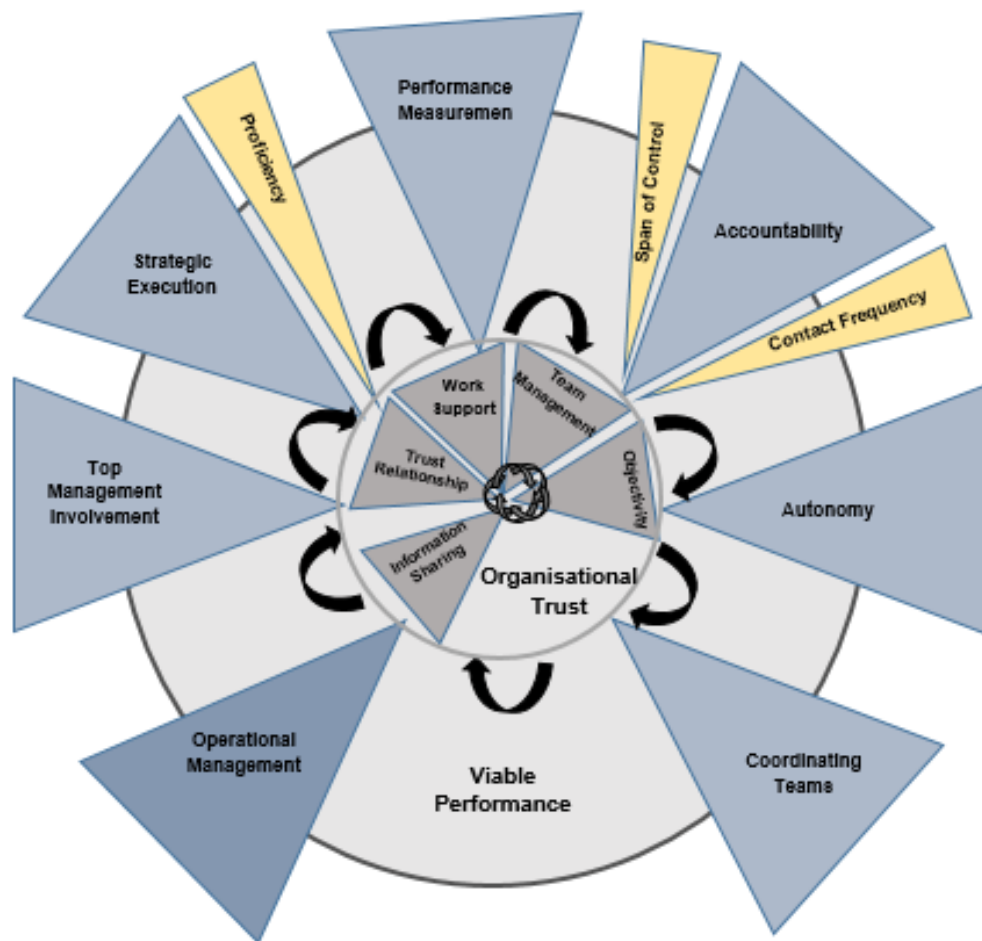 Performance
Measuremen
Proficiency
Span of Control
Strategic
Execution
Accountability
Contact Frequency
Work
Support
Team
Management
Trust
Relationship
Objectivity
Top
Management
Involvement
Autonomy
Information
Sharing
Organisational
Trust
Operational
Management
Viable
Performance
Coordinating
Teams